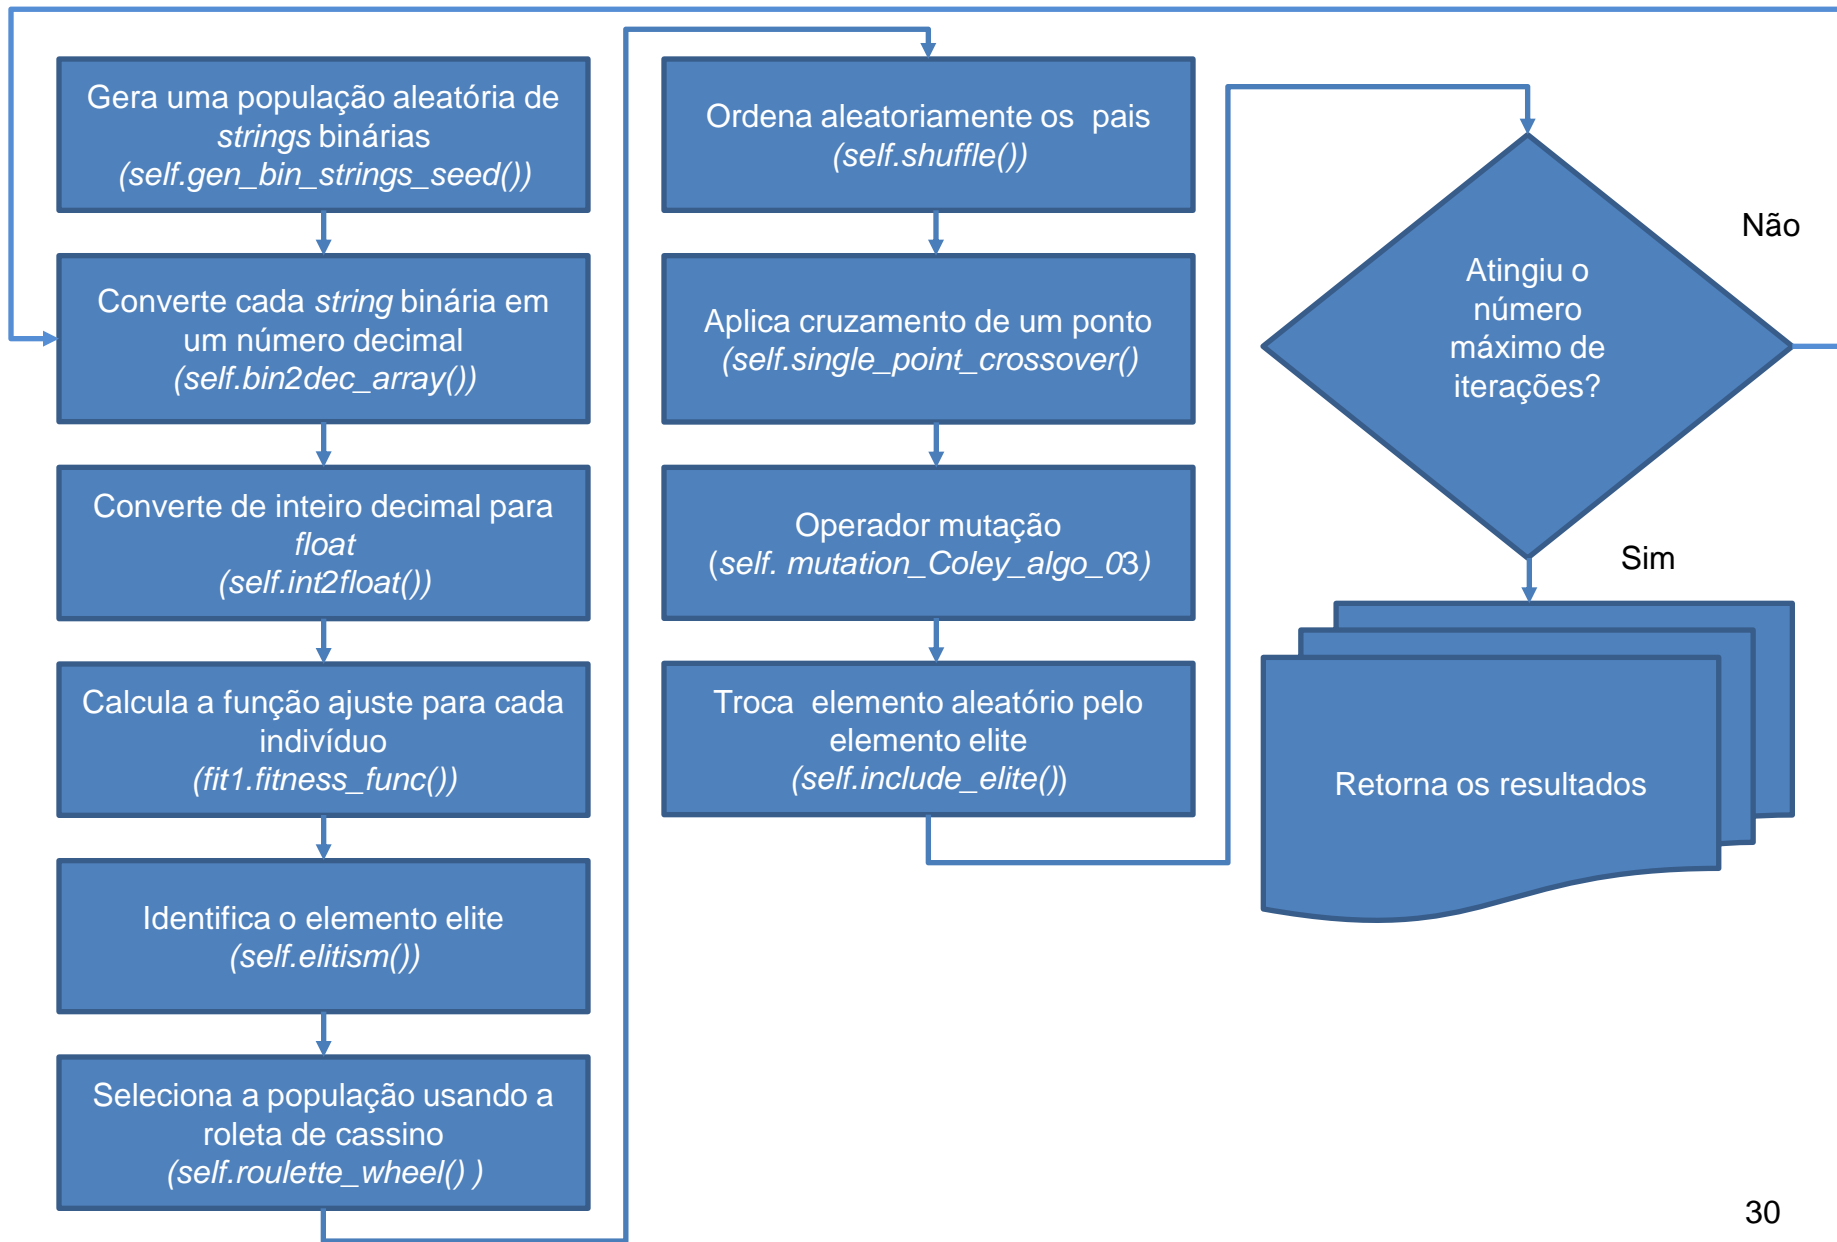 Gera uma população aleatória de
strings binárias
(self.gen_bin_strings_seed())
Converte cada string binária em
um número decimal
(self.bin2dec_array())
Converte de inteiro decimal para
float
(self.int2float())
Calcula a função ajuste para cada
indivíduo
(fit1.fitness_func())
Identifica o elemento elite
(self.elitism())
Seleciona a população usando a
roleta de cassino
(self.roulette_wheel() )
Ordena aleatoriamente os  pais
(self.shuffle())
Aplica cruzamento de um ponto
(self.single_point_crossover()
Operador mutação
(self. mutation_Coley_algo_03)
Troca  elemento aleatório pelo
elemento elite
(self.include_elite())
Atingiu o
número
máximo de
iterações?
Não
Sim
Retorna os resultados
30